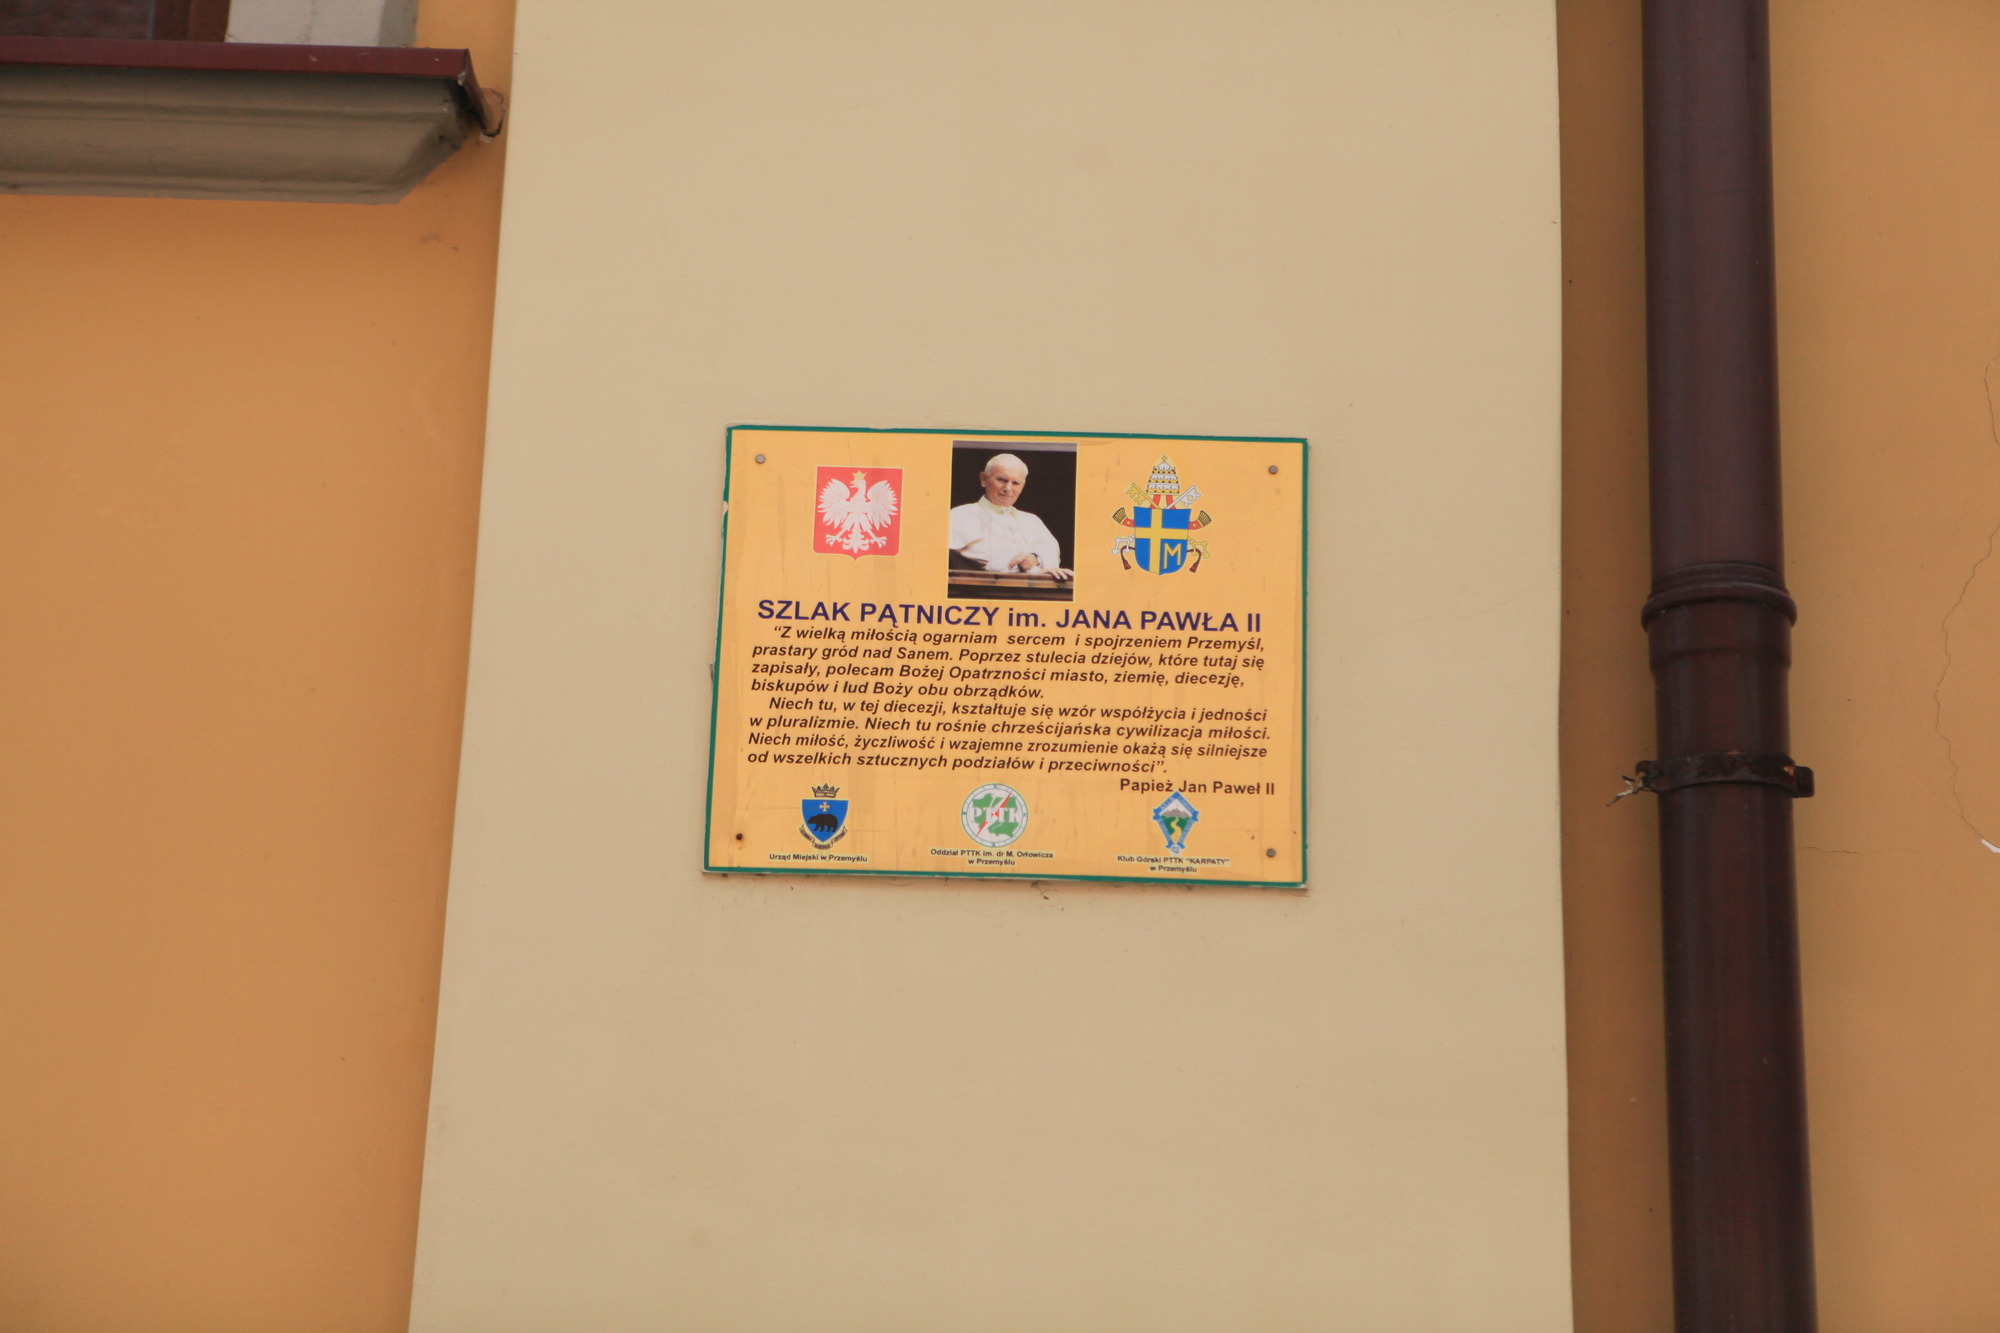 SZLAK PĄTNICZY im. JANA PAWŁA II
“Z wielką miłością ogarniam sercem i spojrzeniem Przemyśl,
prastary gród nad Sanem. Poprzez stulecia dziejów, które tutaj się
zapisały, polecam Bożej Opatrzności miasto, ziemię, diecezję,
biskupów i lud Boży obu obrządków.
Niech tu, w tej diecezji, kształtuje się wzór współżycia i jedności
w pluralizmie. Niech tu rośnie chrześcijańska cywilizacja miłości.
Niech miłość, życzliwość i wzajemne zrozumienie okażą się silniejsze
od wszelkich sztucznych podziałów i przeciwności”.
Papież Jan Paweł II
PTTK
Urząd Miejski w Przemyślu
Oddział PTTK im. dr M. Orłowicza
w Przemyślu
Klub Górski PTTK "KARPATY"
w Przemyślu